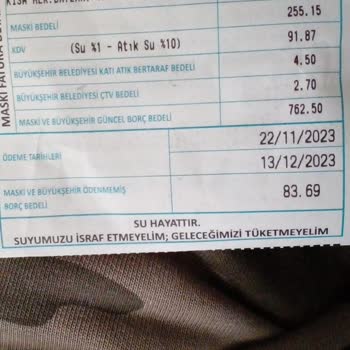 255.15
MASKİ BEDELİ 91.87
KDV (Su %1 - Atık Su %10) 4.50
BÜYÜKŞEHİR BELEDİYESİ KATI ATIK BERTARAF BEDELİ 2.70
BÜYÜKŞEHİR BELEDİYESİ ÇTV BEDELİ 762.50
MASKİ VE BÜYÜKŞEHİR GÜNCEL BORÇ BEDELİ
ÖDEME TARİHLERİ 22/11/2023
13/12/2023
MASKİ VE BÜYÜKŞEHİR ÖDENMEMİŞ BORÇ BEDELİ 83.69
SU HAYATTIR.
SUYUMUZU İSRAF ETMEYELİM; GELECEĞİMİZİ TÜKETMEYELİM